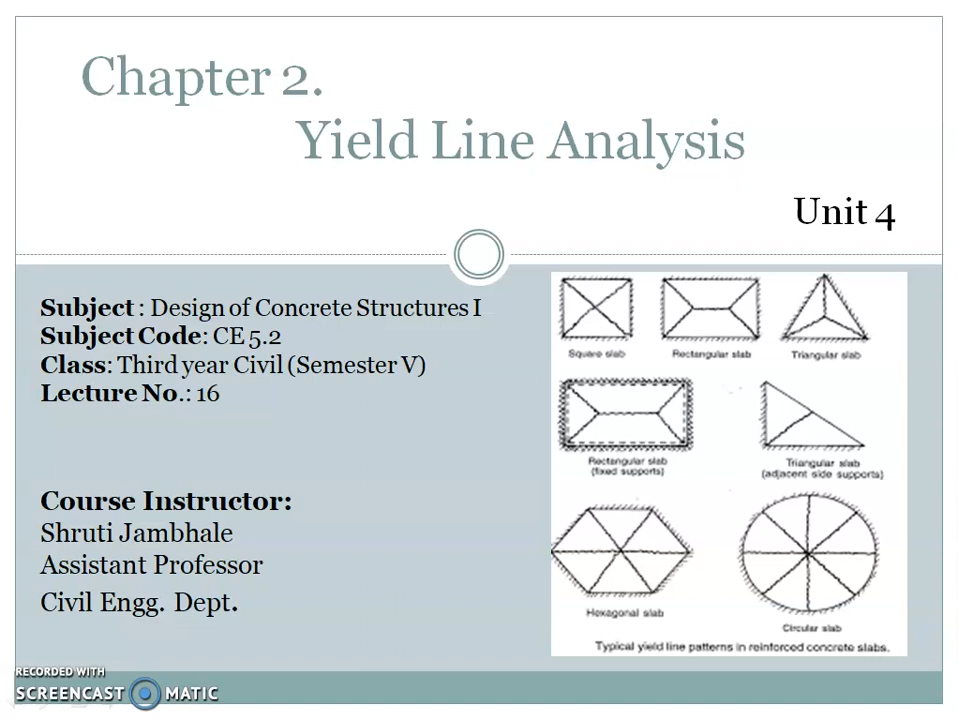 Chapter 2.
Yield Line Analysis
Unit 4
Subject : Design of Concrete Structures I
Subject Code: CE 5.2
Class: Third year Civil (Semester V)
Lecture No.: 16
Course Instructor:
Shruti Jambhale
Assistant Professor
Civil Engg. Dept.
Square slab
Rectangular slab
Triangular slab
Rectangular slab
(fixed supports)
Triangular slab
(adjacent side supports)
Hexagonal slab
Circular slab
Typical yield line patterns in reinforced concrete slabs.
RECORDED WITH
SCREENCAST MATIC